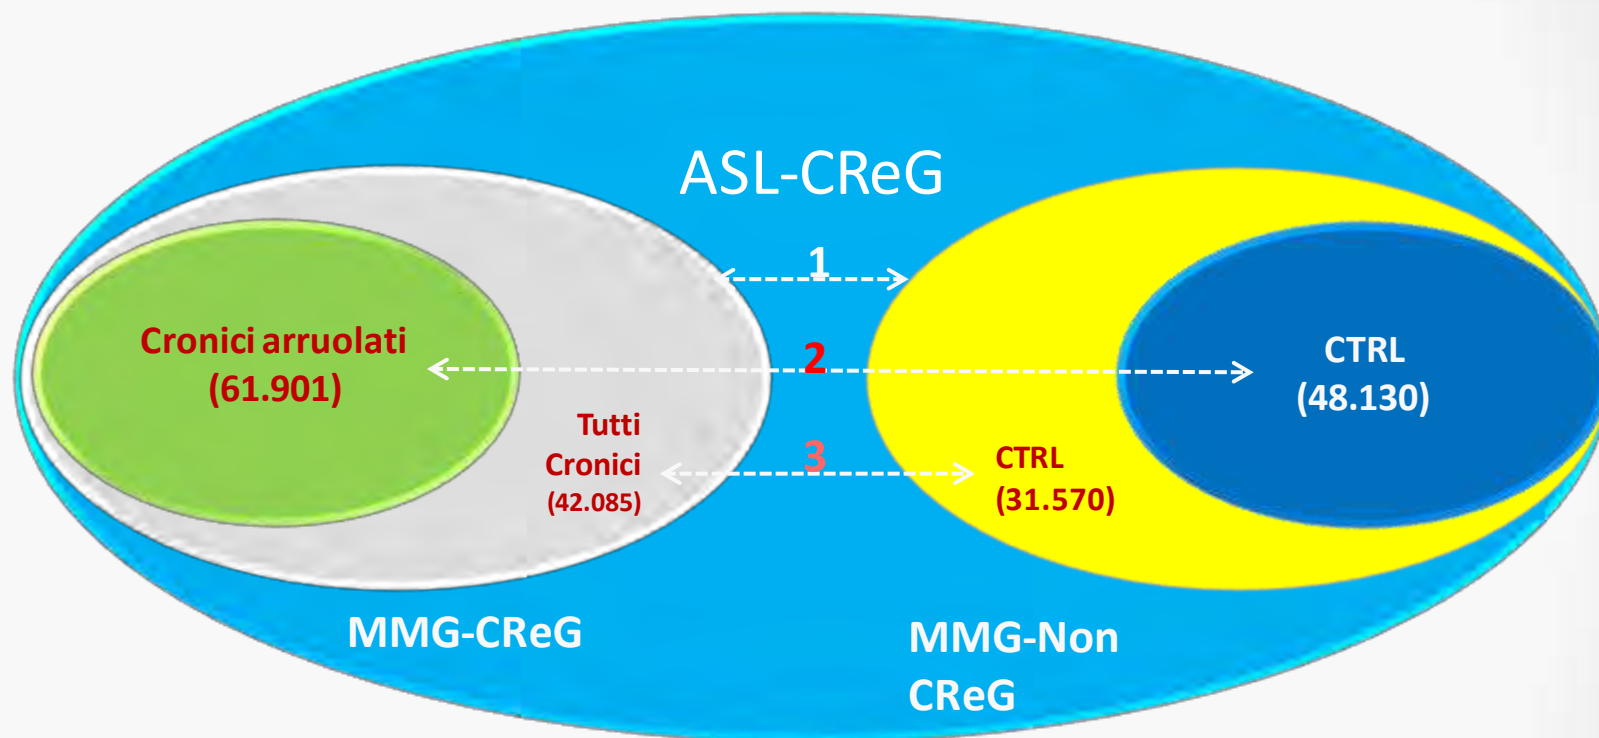 ASL-CReG
1
Cronici arruolati
(61.901)
2
CTRL
(48.130)
Tutti
Cronici
(42.085)
3
CTRL
(31.570)
MMG-CReG
MMG-Non
CReG